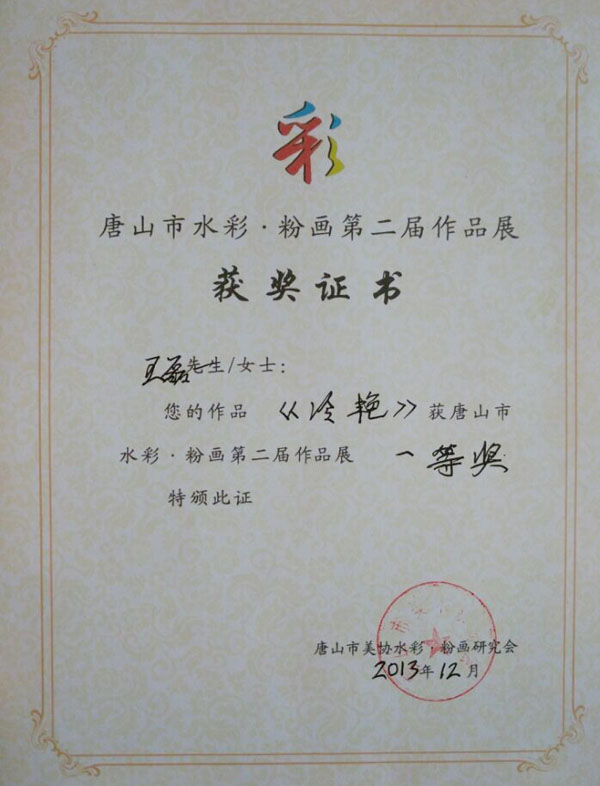 彩
唐山市水彩·粉画第二届作品展
获奖证书
王磊先生/女士:
您的作品《冷艳》获唐山市
水彩·粉画第二届作品展 一等奖
特颁此证
唐山市美协水彩·粉画研究会
2013年12月